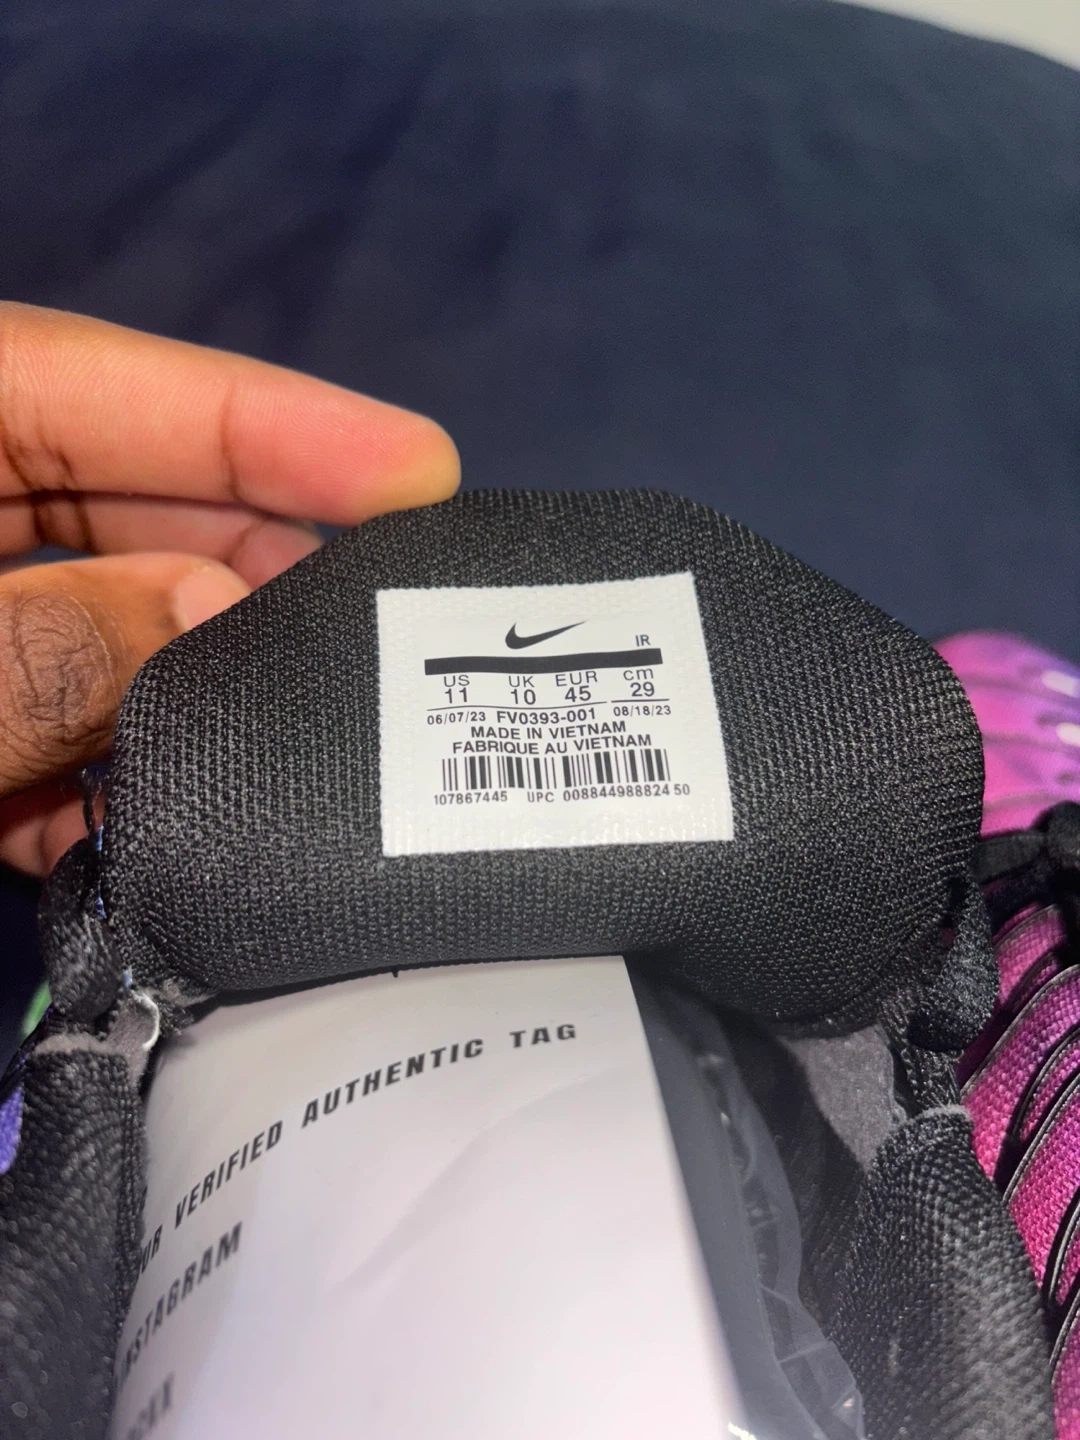 IR
US UK EUR cm
11 10 45 29
06/07/23 FV0393-001 08/18/23
MADE IN VIETNAM
FABRIQUE AU VIETNAM
107867445 UPC 00884498882450
VERIFIED AUTHENTIC TAG
INSTAGRAM